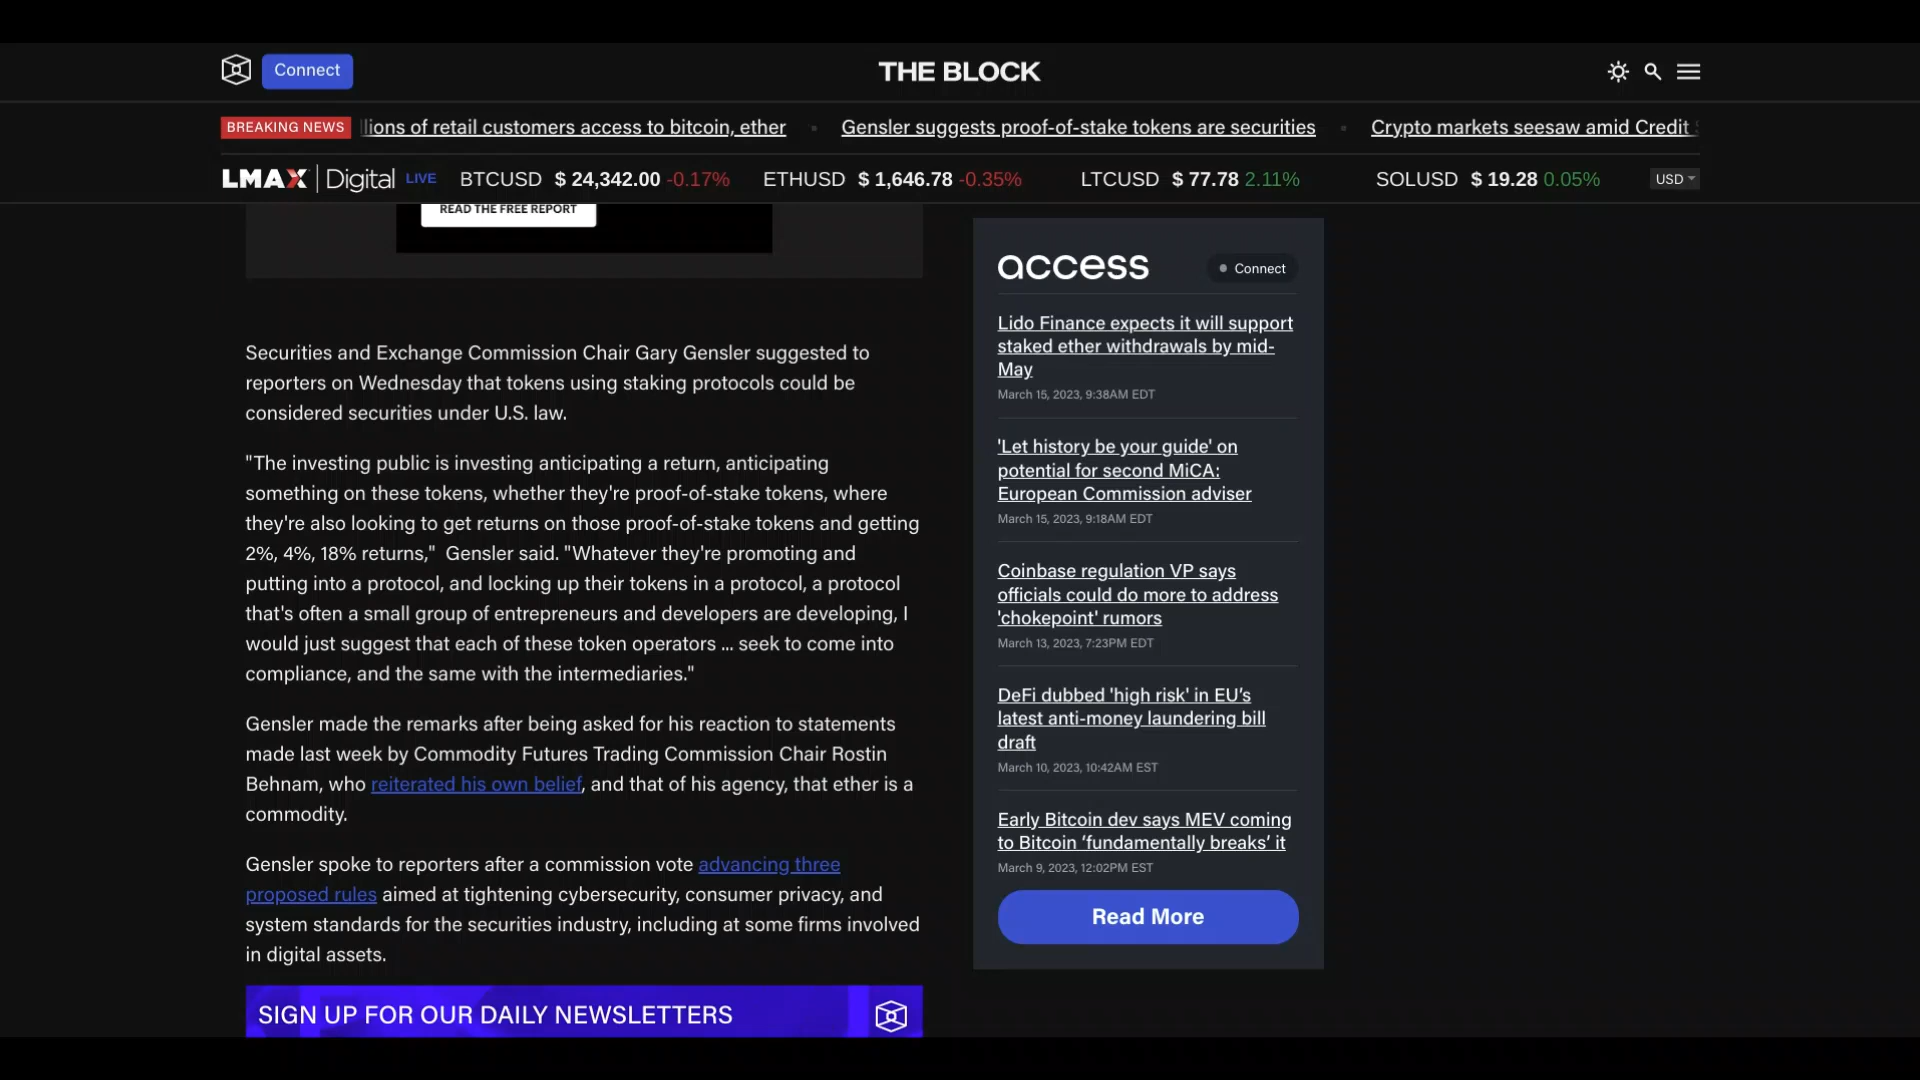 Connect
THE BLOCK
BREAKING NEWS
ions of retail customers access to bitcoin, ether
Gensler suggests proof-of-stake tokens are securities
Crypto markets seesaw amid Credit
LMAX Digital LIVE BTCUSD $ 24,342.00 -0.17% ETHUSD $ 1,646.78 -0.35% LTCUSD $ 77.78 2.11% SOLUSD $ 19.28 0.05% USD
READ THE FREE REPORT
Securities and Exchange Commission Chair Gary Gensler suggested to
reporters on Wednesday that tokens using staking protocols could be
considered securities under U.S. law.
"The investing public is investing anticipating a return, anticipating
something on these tokens, whether they're proof-of-stake tokens, where
they're also looking to get returns on those proof-of-stake tokens and getting
2%, 4%, 18% returns," Gensler said. "Whatever they're promoting and
putting into a protocol, and locking up their tokens in a protocol, a protocol
that's often a small group of entrepreneurs and developers are developing, I
would just suggest that each of these token operators ... seek to come into
compliance, and the same with the intermediaries."
Gensler made the remarks after being asked for his reaction to statements
made last week by Commodity Futures Trading Commission Chair Rostin
Behnam, who reiterated his own belief, and that of his agency, that ether is a
commodity.
Gensler spoke to reporters after a commission vote advancing three
proposed rules aimed at tightening cybersecurity, consumer privacy, and
system standards for the securities industry, including at some firms involved
in digital assets.
SIGN UP FOR OUR DAILY NEWSLETTERS
access
Connect
Lido Finance expects it will support
staked ether withdrawals by mid-
May
March 15, 2023, 9:38AM EDT
'Let history be your guide' on
potential for second MiCA:
European Commission adviser
March 15, 2023, 9:18AM EDT
Coinbase regulation VP says
officials could do more to address
'chokepoint' rumors
March 13, 2023, 7:23PM EDT
DeFi dubbed 'high risk' in EU’s
latest anti-money laundering bill
draft
March 10, 2023, 10:42AM EST
Early Bitcoin dev says MEV coming
to Bitcoin ‘fundamentally breaks’ it
March 9, 2023, 12:02PM EST
Read More